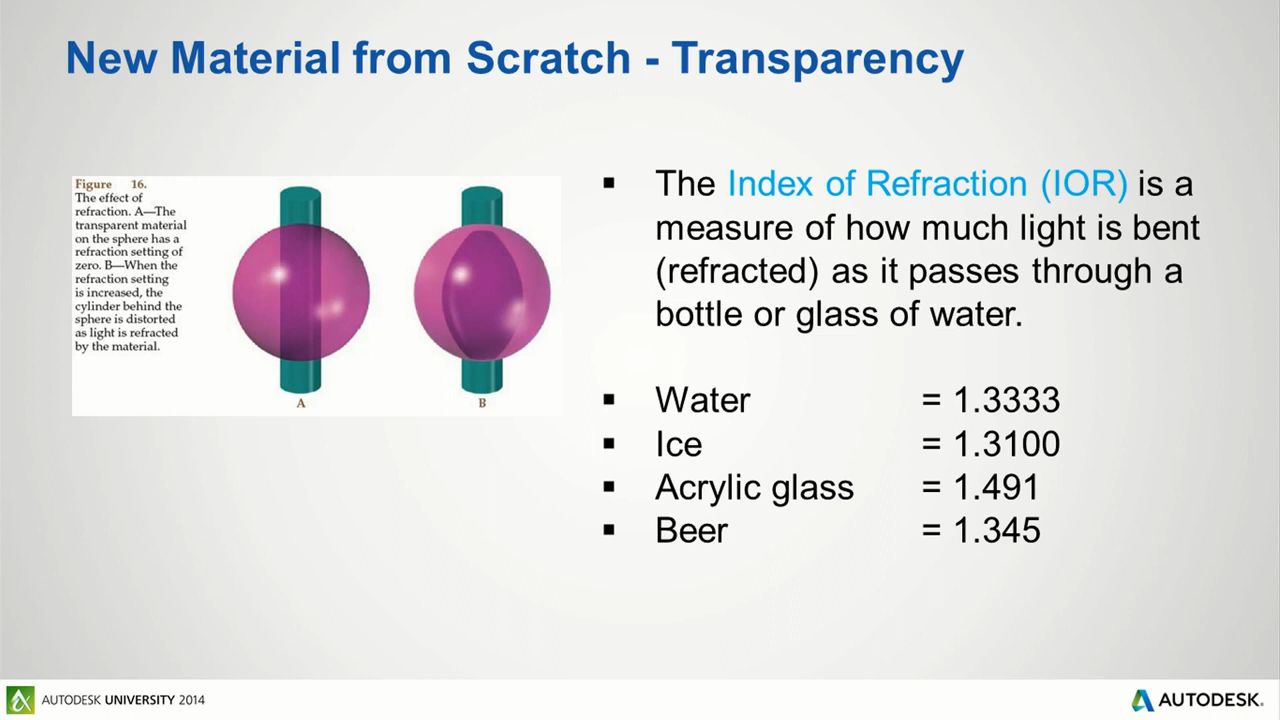 New Material from Scratch - Transparency
Figure 16.
The effect of
refraction. A—The
transparent material
on the sphere has a
refraction setting of
zero. B—When the
refraction setting
is increased, the
cylinder behind the
sphere is distorted
as light is refracted
by the material.
A
B
▪ The Index of Refraction (IOR) is a
measure of how much light is bent
(refracted) as it passes through a
bottle or glass of water.
▪ Water = 1.3333
▪ Ice = 1.3100
▪ Acrylic glass = 1.491
▪ Beer = 1.345
AUTODESK UNIVERSITY 2014
AUTODESK.